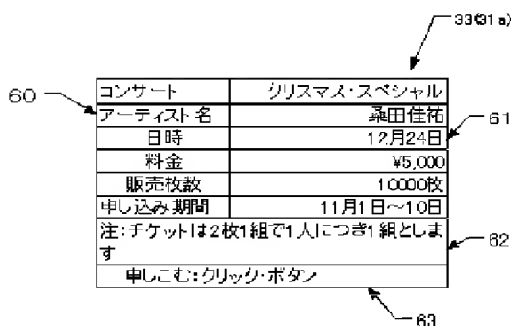 33(31a)
60
コンサート クリスマス・スペシャル
アーティスト名 桑田佳祐
61
日時 12月24日
料金 ¥5,000
販売枚数 10000枚
申し込み期間 11月1日～10日
注:チケットは2枚1組で1人につき1組としま
す
62
申しこむ:クリック・ボタン
63